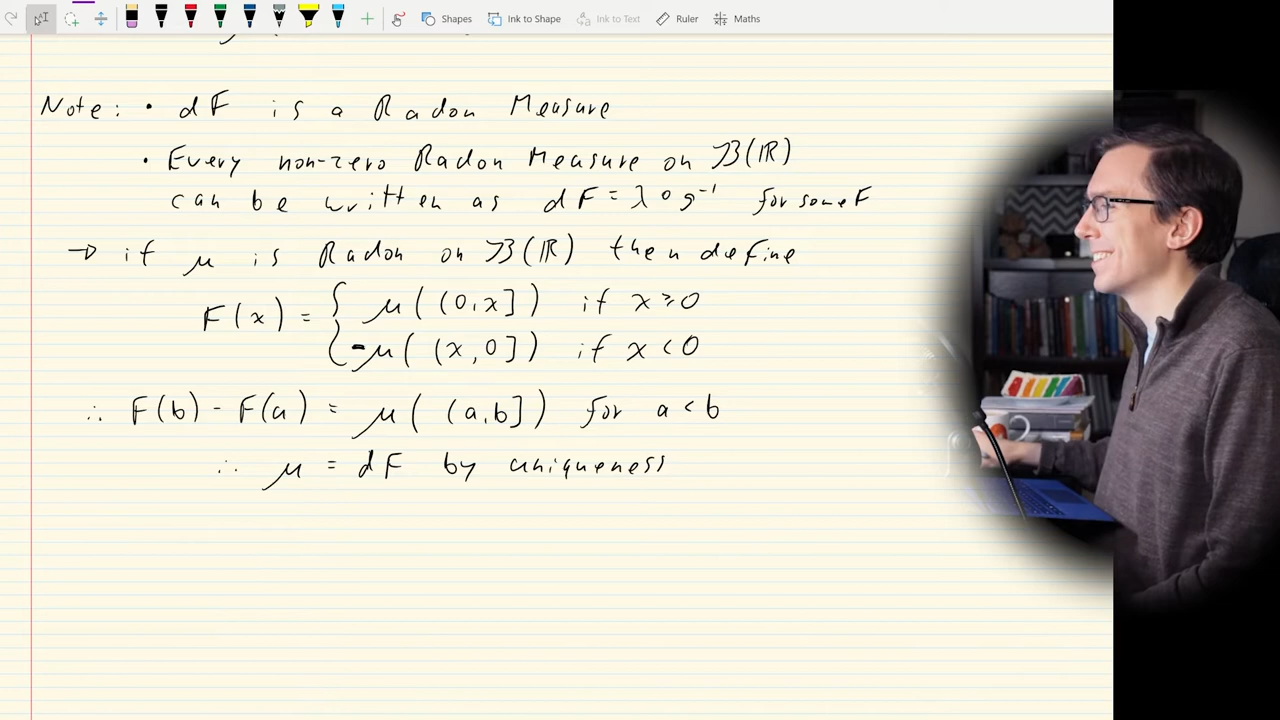 Shapes Ink to Shape Ink to Text Ruler Maths
Note: • dF is a Radon Measure
• Every non-zero Radon Measure on B(ℝ)
can be written as dF = λ∘g⁻¹ for some F
→ if μ is Radon on B(ℝ) then define
F(x) = { μ((0,x]) if x ≥ 0
-μ((x,0]) if x < 0
∴ F(b) - F(a) = μ((a,b]) for a < b
∴ μ = dF by uniqueness